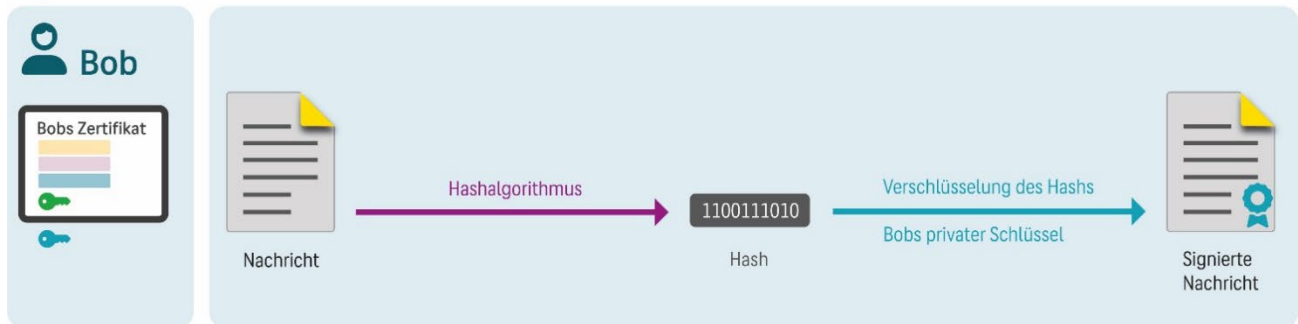 Bob
Bobs Zertifikat
Nachricht
Hashalgorithmus
1100111010
Hash
Verschlüsselung des Hashs
Bobs privater Schlüssel
Signierte
Nachricht